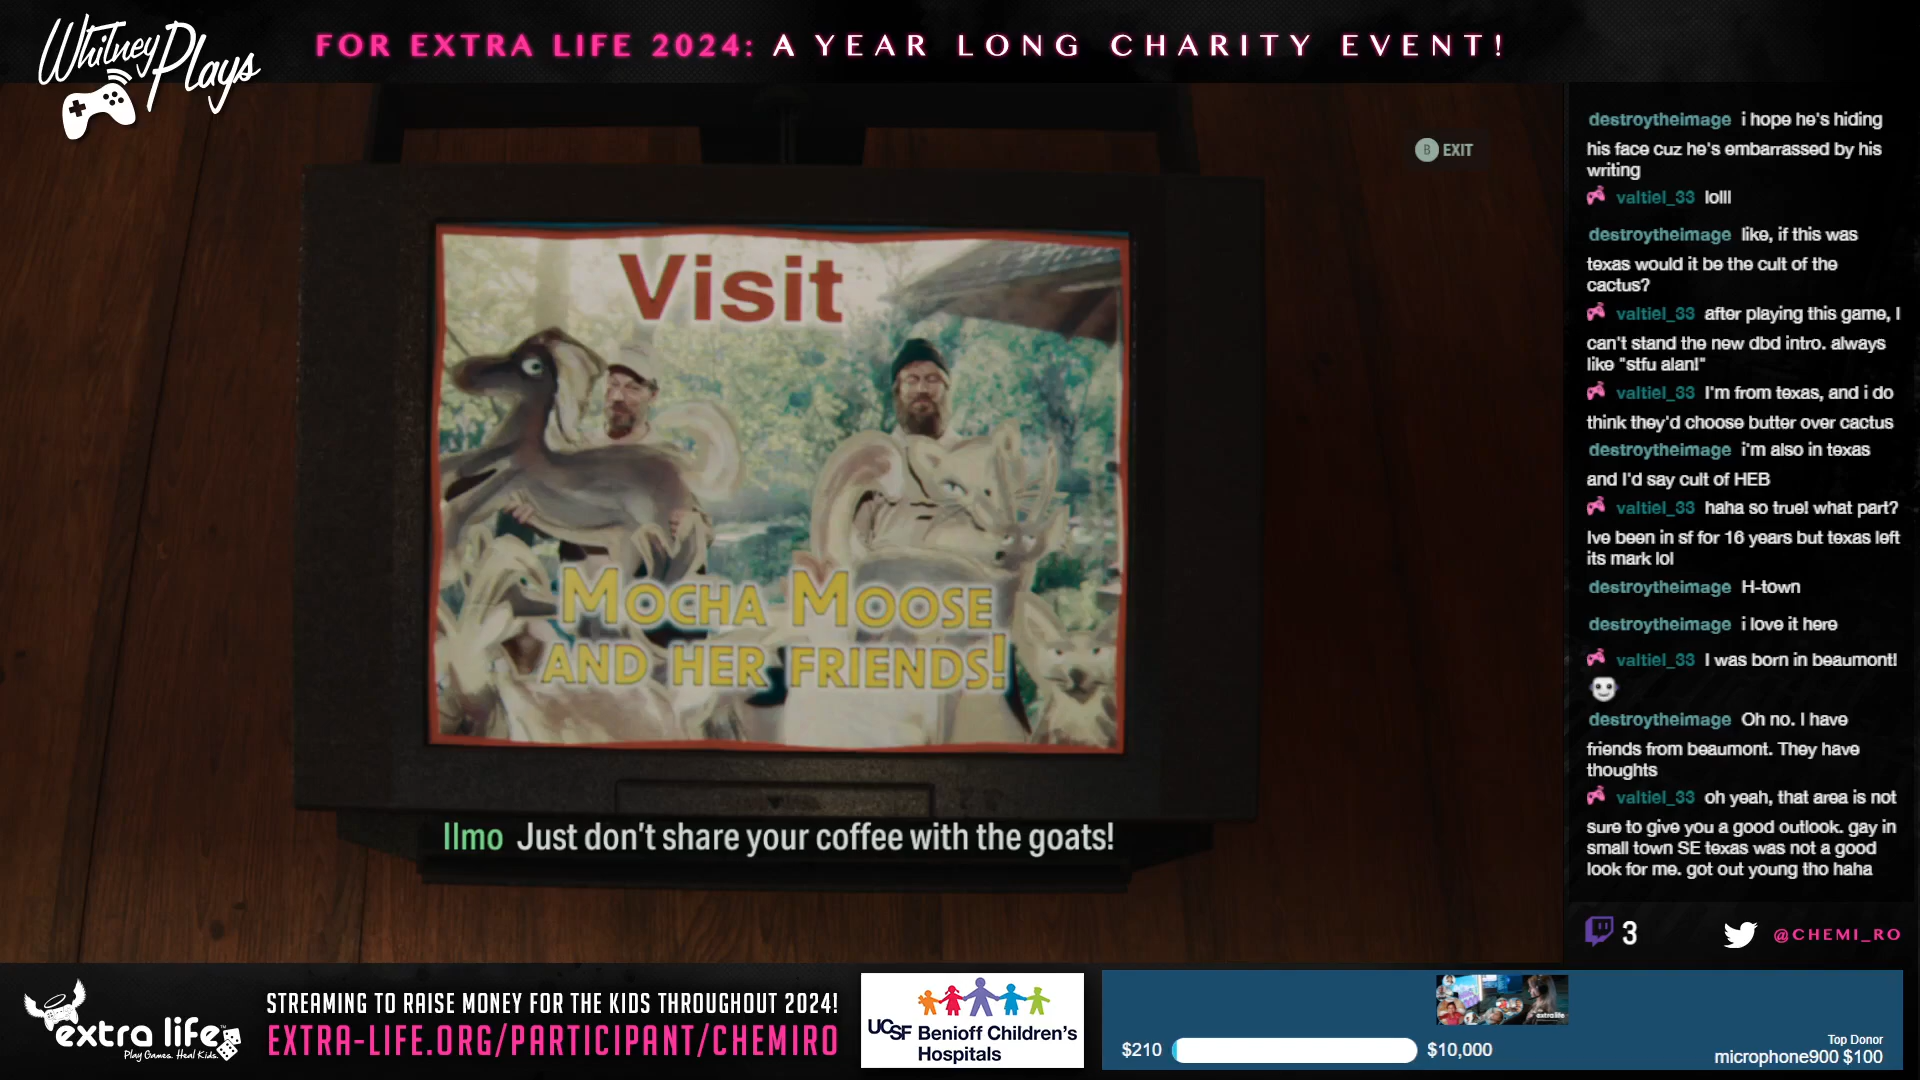 Whitney Plays
FOR EXTRA LIFE 2024: A YEAR LONG CHARITY EVENT!
B EXIT
Visit
MOCHA MOOSE
AND HER FRIENDS!
Ilmo Just don't share your coffee with the goats!
destroytheimage i hope he's hiding
his face cuz he's embarrassed by his
writing
valtiel_33 lolll
destroytheimage like, if this was
texas would it be the cult of the
cactus?
valtiel_33 after playing this game, I
can't stand the new dbd intro. always
like "stfu alan!"
valtiel_33 I'm from texas, and i do
think they'd choose butter over cactus
destroytheimage i'm also in texas
and I'd say cult of HEB
valtiel_33 haha so true! what part?
Ive been in sf for 16 years but texas left
its mark lol
destroytheimage H-town
destroytheimage i love it here
valtiel_33 I was born in beaumont!
destroytheimage Oh no. I have
friends from beaumont. They have
thoughts
valtiel_33 oh yeah, that area is not
sure to give you a good outlook. gay in
small town SE texas was not a good
look for me. got out young tho haha
3
@CHEMI_RO
extra life
Play Games. Heal Kids.
STREAMING TO RAISE MONEY FOR THE KIDS THROUGHOUT 2024!
EXTRA-LIFE.ORG/PARTICIPANT/CHEMIRO
UCSF Benioff Children's
Hospitals
extra life
$210
$10,000
Top Donor
microphone900 $100